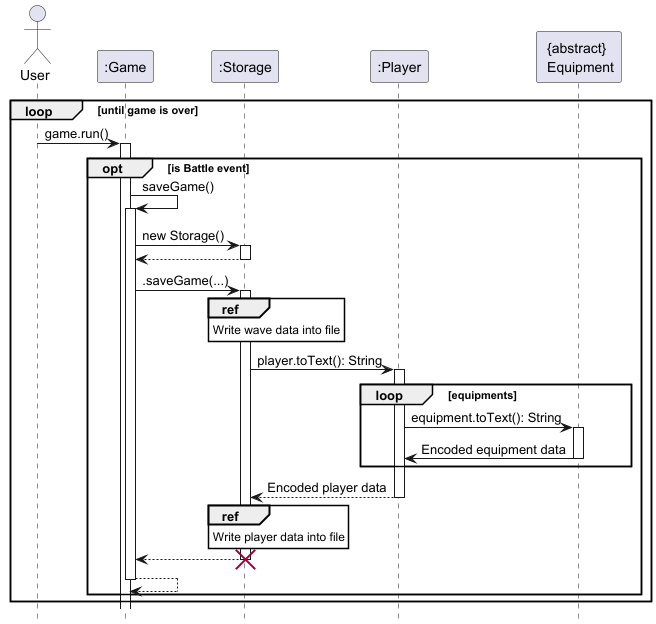 User
:Game
:Storage
:Player
{abstract}
Equipment
loop
[until game is over]
game.run()
opt
[is Battle event]
saveGame()
new Storage()
.saveGame(...)
ref
Write wave data into file
player.toText(): String
loop
[equipments]
equipment.toText(): String
Encoded equipment data
Encoded player data
ref
Write player data into file